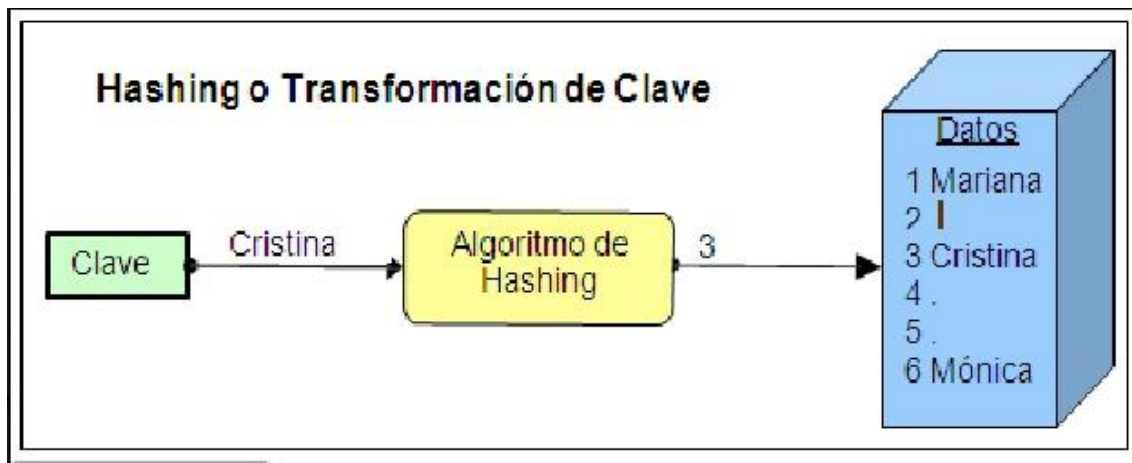 Hashing o Transformación de Clave
Clave
Cristina
Algoritmo de
Hashing
3
Datos
1 Mariana
2
3 Cristina
4 .
5 .
6 Mónica